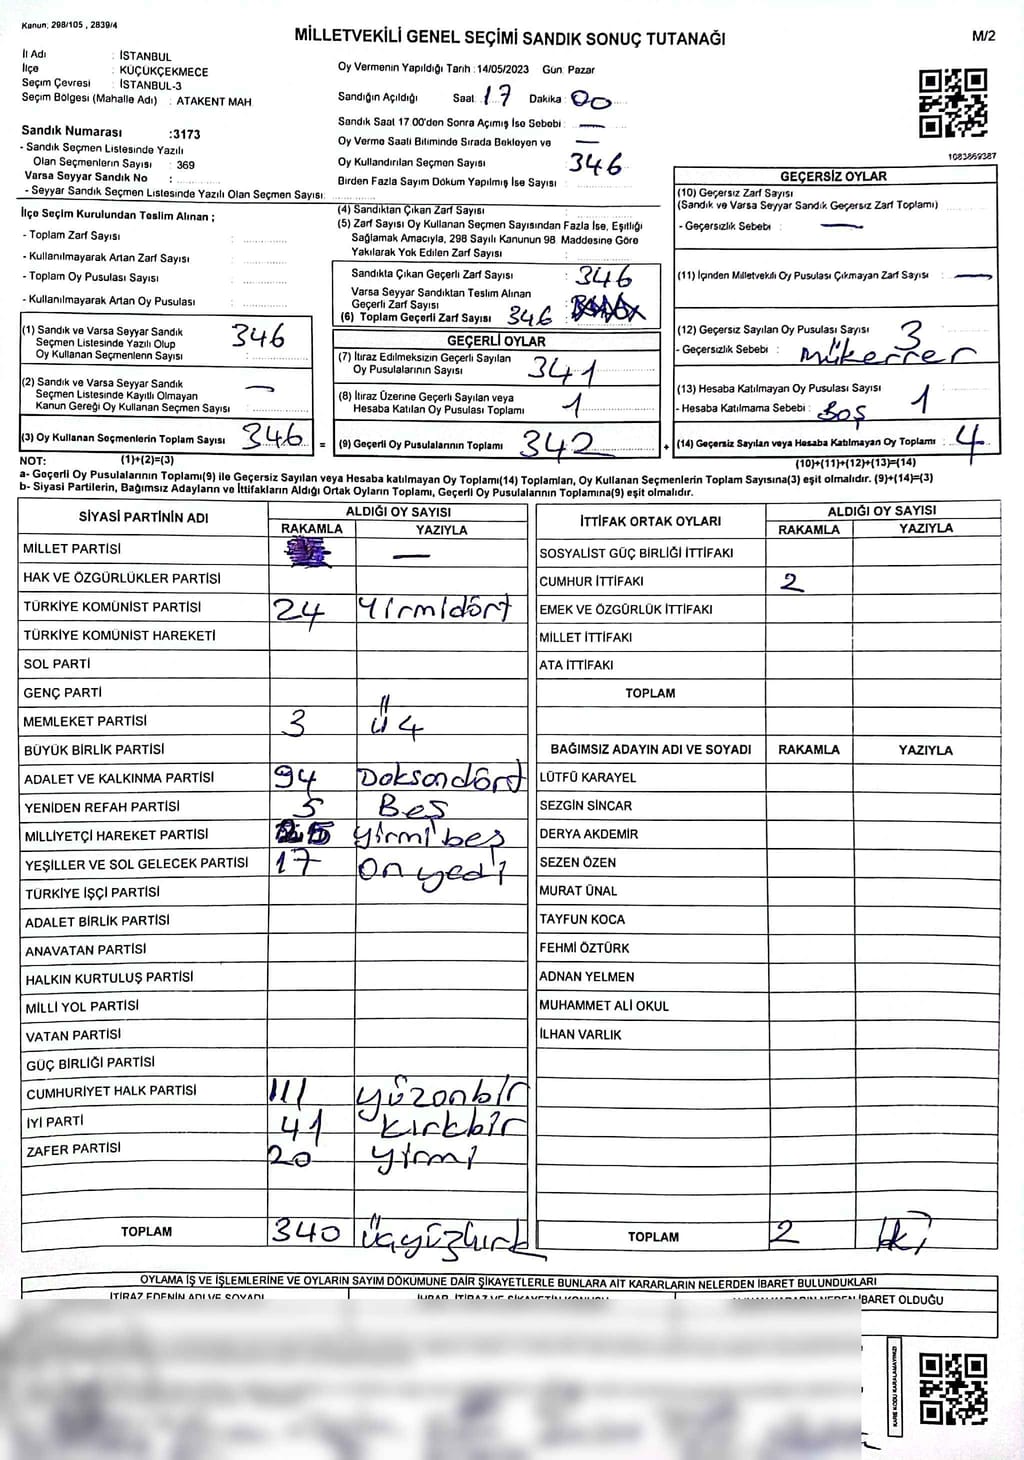 Kanun, 298/105 , 2839/4
MİLLETVEKİLİ GENEL SEÇİMİ SANDIK SONUÇ TUTANAĞI
M/2
İl Adı : İSTANBUL
İlçe : KÜÇÜKÇEKMECE
Seçim Çevresi : İSTANBUL-3
Seçim Bölgesi (Mahalle Adı) : ATAKENT MAH
Sandık Numarası :3173
- Sandık Seçmen Listesinde Yazılı
Olan Seçmenlerin Sayısı : 369
Varsa Seyyar Sandık No :
- Seyyar Sandık Seçmen Listesinde Yazılı Olan Seçmen Sayısı:
Oy Vermenin Yapıldığı Tarih :14/05/2023 Gün: Pazar
Sandığın Açıldığı Saat 17 Dakika 00
Sandık Saat 17.00'den Sonra Açımış İse Sebebi : —
Oy Verme Saati Bitiminde Sırada Bekleyen ve : —
Oy Kullandırılan Seçmen Sayısı : 346
Birden Fazla Sayım Döküm Yapılmış İse Sayısı :
1083869387
İlçe Seçim Kurulundan Teslim Alınan ;
- Toplam Zarf Sayısı :
- Kullanılmayarak Artan Zarf Sayısı :
- Toplam Oy Pusulası Sayısı :
- Kullanılmayarak Artan Oy Pusulası :
(4) Sandıktan Çıkan Zarf Sayısı :
(5) Zarf Sayısı Oy Kullanan Seçmen Sayısından Fazla İse, Eşitliği
Sağlamak Amacıyla, 298 Sayılı Kanunun 98 Maddesine Göre
Yakılarak Yok Edilen Zarf Sayısı :
Sandıkta Çıkan Geçerli Zarf Sayısı : 346
Varsa Seyyar Sandıktan Teslim Alınan
Geçerli Zarf Sayısı :
(6) Toplam Geçerli Zarf Sayısı 346
GEÇERSİZ OYLAR
(10) Geçersiz Zarf Sayısı
(Sandık ve Varsa Seyyar Sandık Geçersiz Zarf Toplamı) :
- Geçersizlik Sebebi : —
(11) İçinden Milletvekili Oy Pusulası Çıkmayan Zarf Sayısı : —
(12) Geçersiz Sayılan Oy Pusulası Sayısı : 3
- Geçersizlik Sebebi : mükerrer
(13) Hesaba Katılmayan Oy Pusulası Sayısı : 1
- Hesaba Katılmama Sebebi : Boş
(14) Geçersiz Sayılan veya Hesaba Katılmayan Oy Toplamı : 4
(1) Sandık ve Varsa Seyyar Sandık
Seçmen Listesinde Yazılı Olup
Oy Kullanan Seçmenlerin Sayısı : 346
(2) Sandık ve Varsa Seyyar Sandık
Seçmen Listesinde Kayıtlı Olmayan
Kanun Gereği Oy Kullanan Seçmen Sayısı : —
(3) Oy Kullanan Seçmenlerin Toplam Sayısı 346 =
GEÇERLİ OYLAR
(7) İtiraz Edilmeksizin Geçerli Sayılan
Oy Pusulalarının Sayısı : 341
(8) İtiraz Üzerine Geçerli Sayılan veya
Hesaba Katılan Oy Pusulası Toplamı : 1
(9) Geçerli Oy Pusulalarının Toplamı : 342 +
NOT: (1)+(2)=(3)
(10)+(11)+(12)+(13)=(14)
a- Geçerli Oy Pusulalarının Toplamı(9) ile Geçersiz Sayılan veya Hesaba katılmayan Oy Toplamı(14) Toplamları, Oy Kullanan Seçmenlerin Toplam Sayısına(3) eşit olmalıdır. (9)+(14)=(3)
b- Siyasi Partilerin, Bağımsız Adayların ve İttifakların Aldığı Ortak Oyların Toplamı, Geçerli Oy Pusulalarının Toplamına(9) eşit olmalıdır.
SİYASİ PARTİNİN ADI ALDIĞI OY SAYISI
RAKAMLA YAZIYLA
MİLLET PARTİSİ —
HAK VE ÖZGÜRLÜKLER PARTİSİ
TÜRKİYE KOMÜNİST PARTİSİ 24 Yirmidört
TÜRKİYE KOMÜNİST HAREKETİ
SOL PARTİ
GENÇ PARTİ
MEMLEKET PARTİSİ 3
BÜYÜK BİRLİK PARTİSİ
ADALET VE KALKINMA PARTİSİ 94 Doksandört
YENİDEN REFAH PARTİSİ 5 Beş
MİLLİYETÇİ HAREKET PARTİSİ 25 yirmi beş
YEŞİLLER VE SOL GELECEK PARTİSİ 17 On yedi
TÜRKİYE İŞÇİ PARTİSİ
ADALET BİRLİK PARTİSİ
ANAVATAN PARTİSİ
HALKIN KURTULUŞ PARTİSİ
MİLLİ YOL PARTİSİ
VATAN PARTİSİ
GÜÇ BİRLİĞİ PARTİSİ
CUMHURİYET HALK PARTİSİ 111 yüzonbir
İYİ PARTİ 41 kırkbir
ZAFER PARTİSİ 20 yirmi
TOPLAM 340 üçyüzkırk
İTTİFAK ORTAK OYLARI ALDIĞI OY SAYISI
RAKAMLA YAZIYLA
SOSYALİST GÜÇ BİRLİĞİ İTTİFAKI
CUMHUR İTTİFAKI 2
EMEK VE ÖZGÜRLÜK İTTİFAKI
MİLLET İTTİFAKI
ATA İTTİFAKI
TOPLAM
BAĞIMSIZ ADAYIN ADI VE SOYADI RAKAMLA YAZIYLA
LÜTFÜ KARAYEL
SEZGİN SİNCAR
DERYA AKDEMİR
SEZEN ÖZEN
MURAT ÜNAL
TAYFUN KOCA
FEHMİ ÖZTÜRK
ADNAN YELMEN
MUHAMMET ALİ OKUL
İLHAN VARLIK
TOPLAM 2 iki
OYLAMA İŞ VE İŞLEMLERİNE VE OYLARIN SAYIM DÖKÜMÜNE DAİR ŞİKAYETLERLE BUNLARA AİT KARARLARIN NELERDEN İBARET BULUNDUKLARI
İTİRAZ EDENİN ADI VE SOYADI
İBARET OLDUĞU
KARE KODU KARALAMAYINIZ!